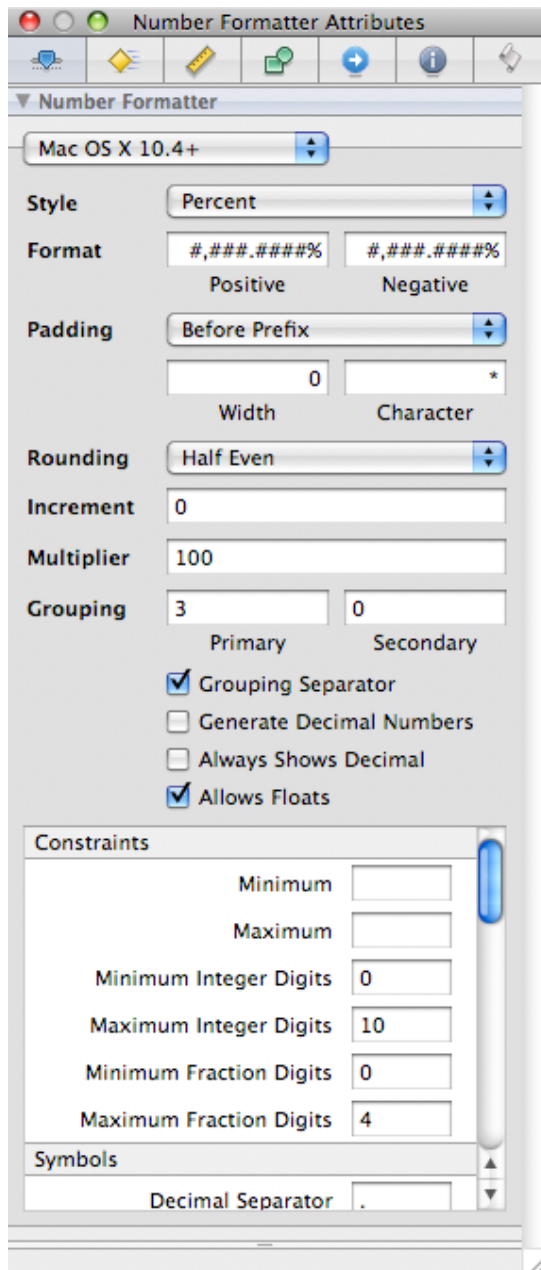 Number Formatter Attributes
Number Formatter
Mac OS X 10.4+
Style Percent
Format #,###.####% #,###.####%
Positive Negative
Padding Before Prefix
0 *
Width Character
Rounding Half Even
Increment 0
Multiplier 100
Grouping 3 0
Primary Secondary
Grouping Separator
Generate Decimal Numbers
Always Shows Decimal
Allows Floats
Constraints
Minimum
Maximum
Minimum Integer Digits 0
Maximum Integer Digits 10
Minimum Fraction Digits 0
Maximum Fraction Digits 4
Symbols
Decimal Separator .